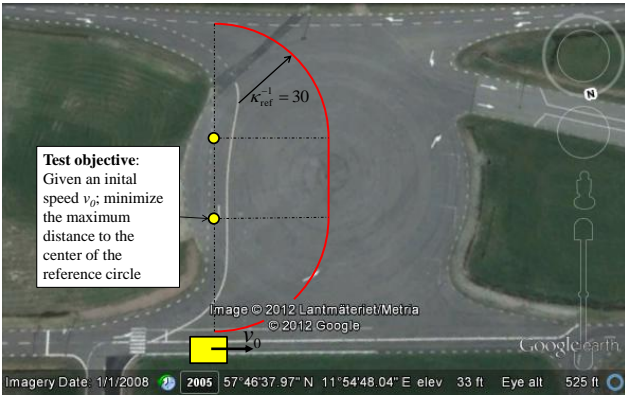 κ_ref^-1 = 30
N
Test objective:
Given an inital
speed v0; minimize
the maximum
distance to the
center of the
reference circle
Image © 2012 Lantmäteriet/Metria
© 2012 Google
v0
Google earth
Imagery Date: 1/1/2008 2005 57°46'37.97" N 11°54'48.04" E elev 33 ft Eye alt 525 ft